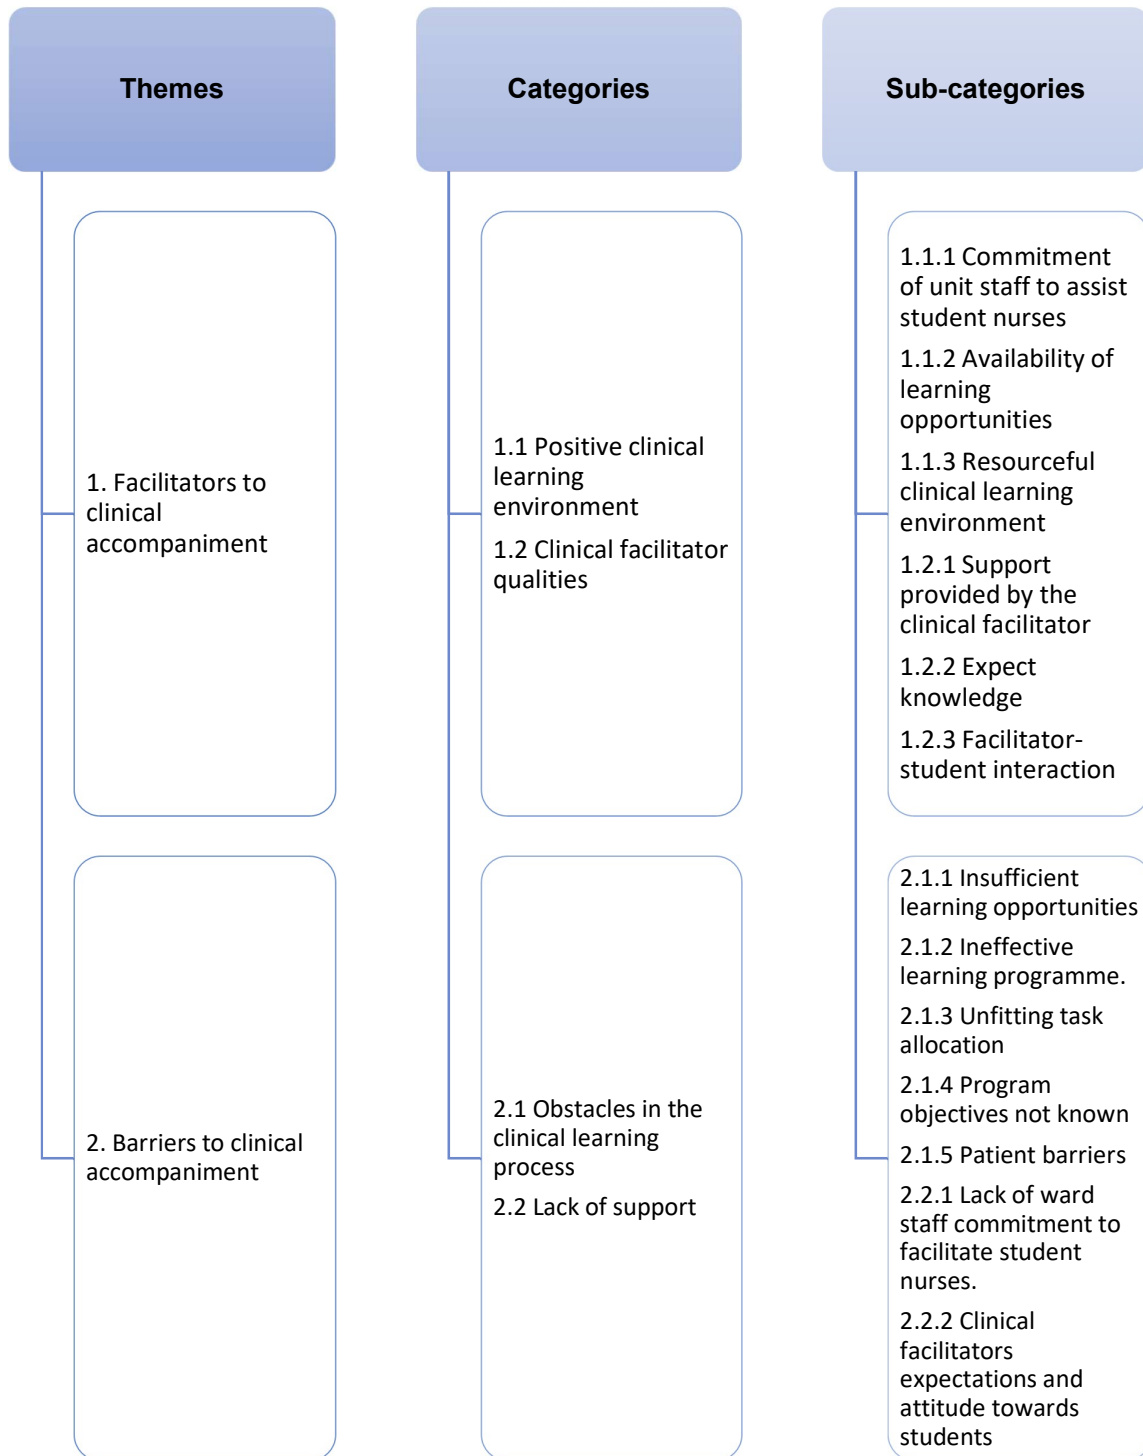 Themes
Categories
Sub-categories
1. Facilitators to
clinical
accompaniment
1.1 Positive clinical
learning
environment
1.2 Clinical facilitator
qualities
1.1.1 Commitment
of unit staff to assist
student nurses
1.1.2 Availability of
learning
opportunities
1.1.3 Resourceful
clinical learning
environment
1.2.1 Support
provided by the
clinical facilitator
1.2.2 Expect
knowledge
1.2.3 Facilitator-
student interaction
2. Barriers to clinical
accompaniment
2.1 Obstacles in the
clinical learning
process
2.2 Lack of support
2.1.1 Insufficient
learning opportunities
2.1.2 Ineffective
learning programme.
2.1.3 Unfitting task
allocation
2.1.4 Program
objectives not known
2.1.5 Patient barriers
2.2.1 Lack of ward
staff commitment to
facilitate student
nurses.
2.2.2 Clinical
facilitators
expectations and
attitude towards
students